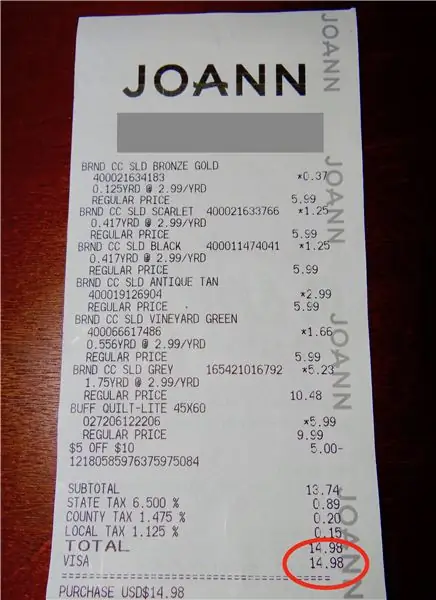 JOANN
BRND CC SLD BRONZE GOLD
400021634183 *0.37
0.125YRD @ 2.99/YRD
REGULAR PRICE 5.99
BRND CC SLD SCARLET 400021633766 *1.25
0.417YRD @ 2.99/YRD
REGULAR PRICE 5.99
BRND CC SLD BLACK 400011474041 *1.25
0.417YRD @ 2.99/YRD
REGULAR PRICE 5.99
BRND CC SLD ANTIQUE TAN
400019126904 *2.99
REGULAR PRICE 5.99
BRND CC SLD VINEYARD GREEN
400066617486 *1.66
0.556YRD @ 2.99/YRD
REGULAR PRICE 5.99
BRND CC SLD GREY 165421016792 *5.23
1.75YRD @ 2.99/YRD
REGULAR PRICE 10.48
BUFF QUILT-LITE 45X60
027206122206 *5.99
REGULAR PRICE 9.99
$5 OFF $10 5.00-
12180585976375975084
SUBTOTAL 13.74
STATE TAX 6.500 % 0.89
COUNTY TAX 1.475 % 0.20
LOCAL TAX 1.125 % 0.15
TOTAL 14.98
VISA 14.98
PURCHASE USD$14.98
JOANN
JOANN
JOANN
JOANN